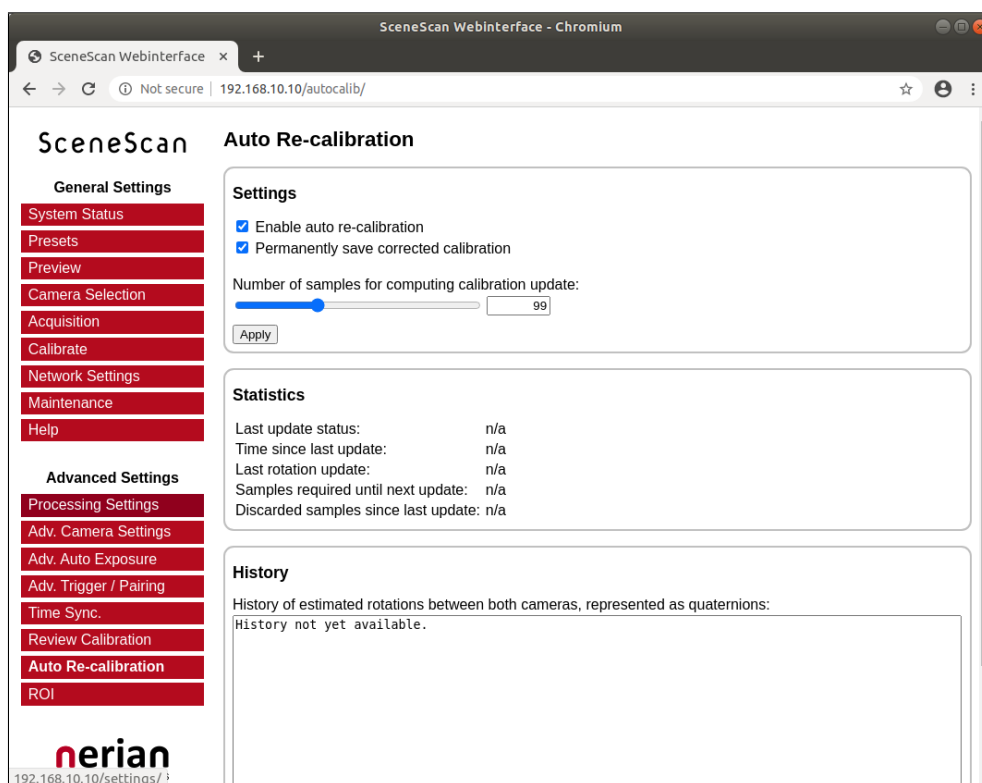 SceneScan Webinterface - Chromium
SceneScan Webinterface
Not secure 192.168.10.10/autocalib/
SceneScan
General Settings
System Status
Presets
Preview
Camera Selection
Acquisition
Calibrate
Network Settings
Maintenance
Help
Advanced Settings
Processing Settings
Adv. Camera Settings
Adv. Auto Exposure
Adv. Trigger / Pairing
Time Sync.
Review Calibration
Auto Re-calibration
ROI
nerian
192.168.10.10/settings/
Auto Re-calibration
Settings
Enable auto re-calibration
Permanently save corrected calibration
Number of samples for computing calibration update:
99
Apply
Statistics
Last update status: n/a
Time since last update: n/a
Last rotation update: n/a
Samples required until next update: n/a
Discarded samples since last update: n/a
History
History of estimated rotations between both cameras, represented as quaternions:
History not yet available.